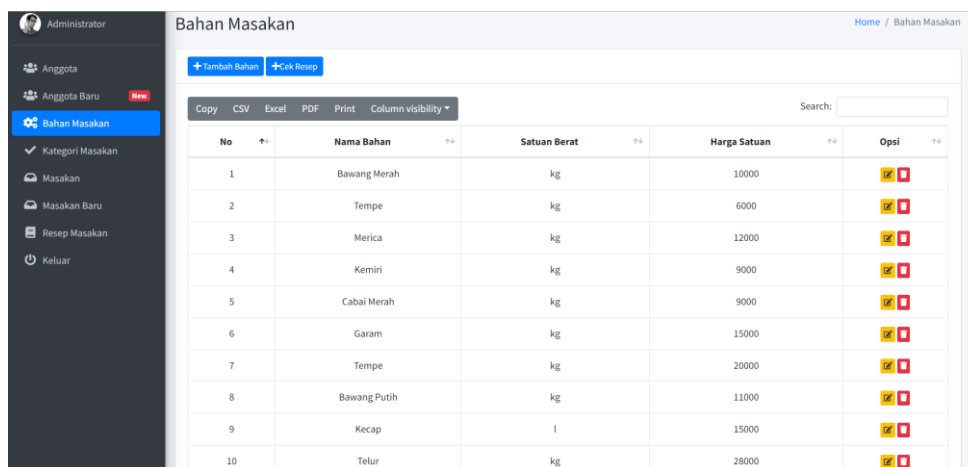 Administrator
Anggota
Anggota Baru New
Bahan Masakan
Kategori Masakan
Masakan
Masakan Baru
Resep Masakan
Keluar
Bahan Masakan
Home / Bahan Masakan
+Tambah Bahan +Cek Resep
Copy CSV Excel PDF Print Column visibility
Search:
No Nama Bahan Satuan Berat Harga Satuan Opsi
1 Bawang Merah kg 10000
2 Tempe kg 6000
3 Merica kg 12000
4 Kemiri kg 9000
5 Cabai Merah kg 9000
6 Garam kg 15000
7 Tempe kg 20000
8 Bawang Putih kg 11000
9 Kecap l 15000
10 Telur kg 28000